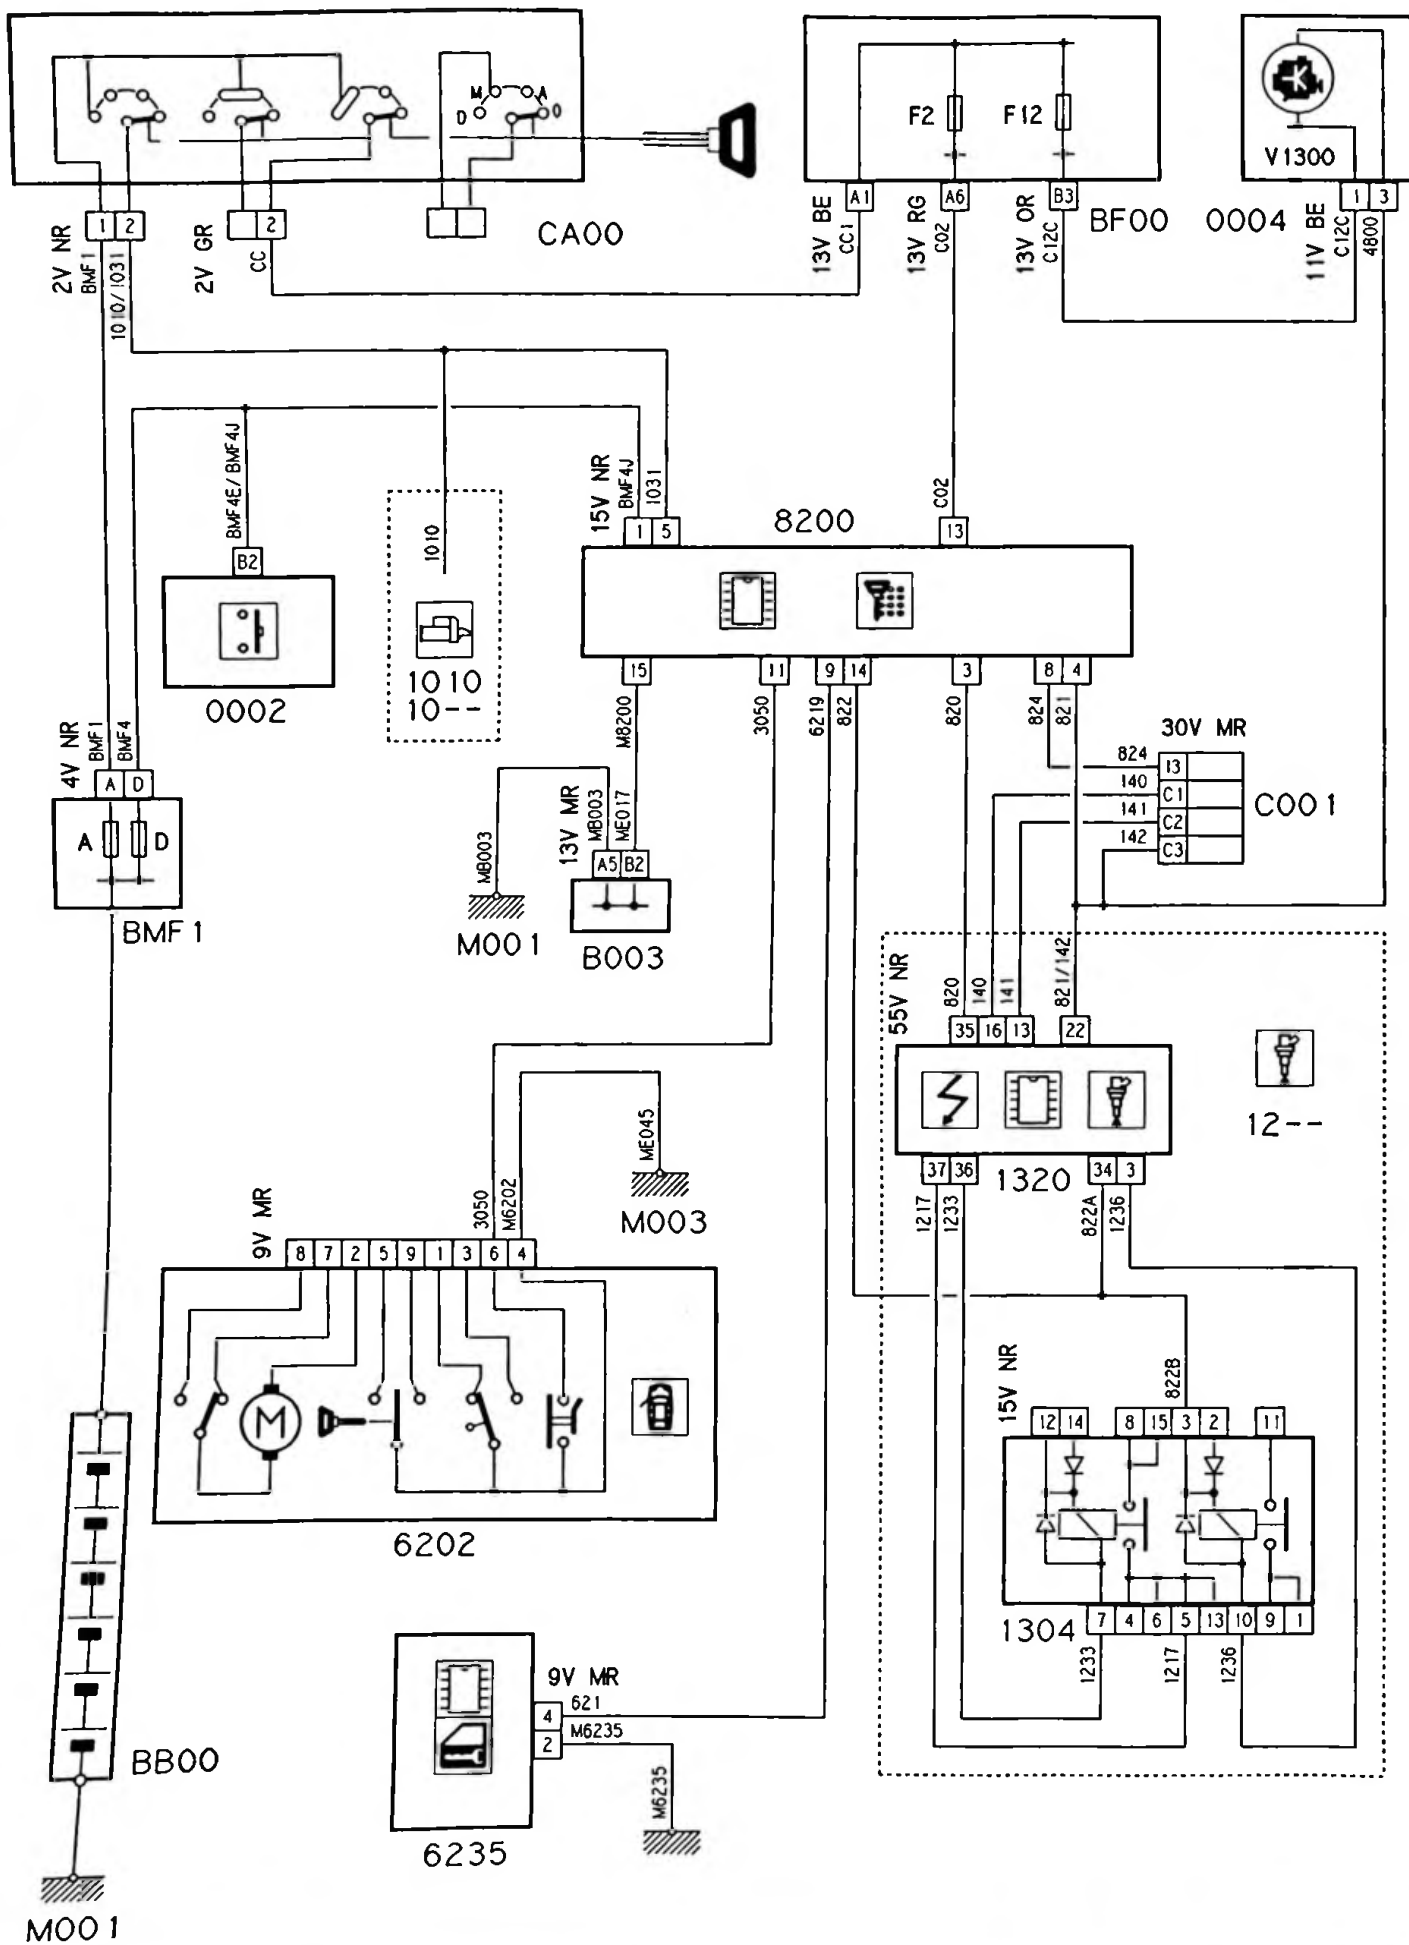 M A
D D
F2 F12
V1300
1 2 2 A1 A6 B3 1 3
CA00
BF00
0004
2V NR
BMF1
1010/1031
2V GR
CC
13V BE
CC1
13V RG
C02
13V OR
C12C
11V BE
C12C
4800
BMF4E/BMF4J
1010
15V NR
BMF4J
1031
C02
8200
B2
1 5 13
0002
1010
10--
15 11 9 14 3 8 4
M8200
3050
6219
822
820
824
821
30V MR
824 13
140 C1
141 C2
142 C3
C001
4V NR
BMF1
BMF4
A D
A D
BMF1
MB003
13V MR
MB003
ME017
A5 B2
M001
B003
55V NR
820
140
141
821/142
35 16 13 22
12--
37 36 34 3
1320
1217
1233
822A
1236
ME045
M003
9V MR
3050
M6202
8 7 2 5 9 1 3 6 4
M
6202
15V NR
822B
12 14 8 15 3 2 11
1304
7 4 6 5 13 10 9 1
1233
1217
1236
9V MR
4 621
2 M6235
M6235
6235
BB00
M001